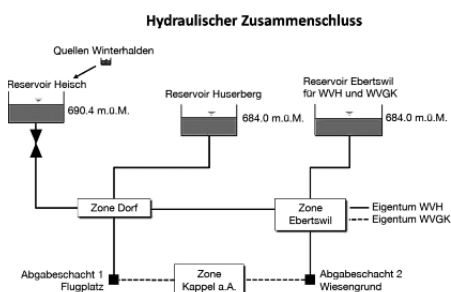 Hydraulischer Zusammenschluss
Quellen Winterhalden
Reservoir Heisch
690.4 m.ü.M.
Reservoir Huserberg
684.0 m.ü.M.
Reservoir Ebertswil
für WVH und WVGK
684.0 m.ü.M.
Zone Dorf
Zone
Ebertswil
Eigentum WVH
Eigentum WVGK
Abgabeschacht 1
Flugplatz
Zone
Kappel a.A.
Abgabeschacht 2
Wiesengrund